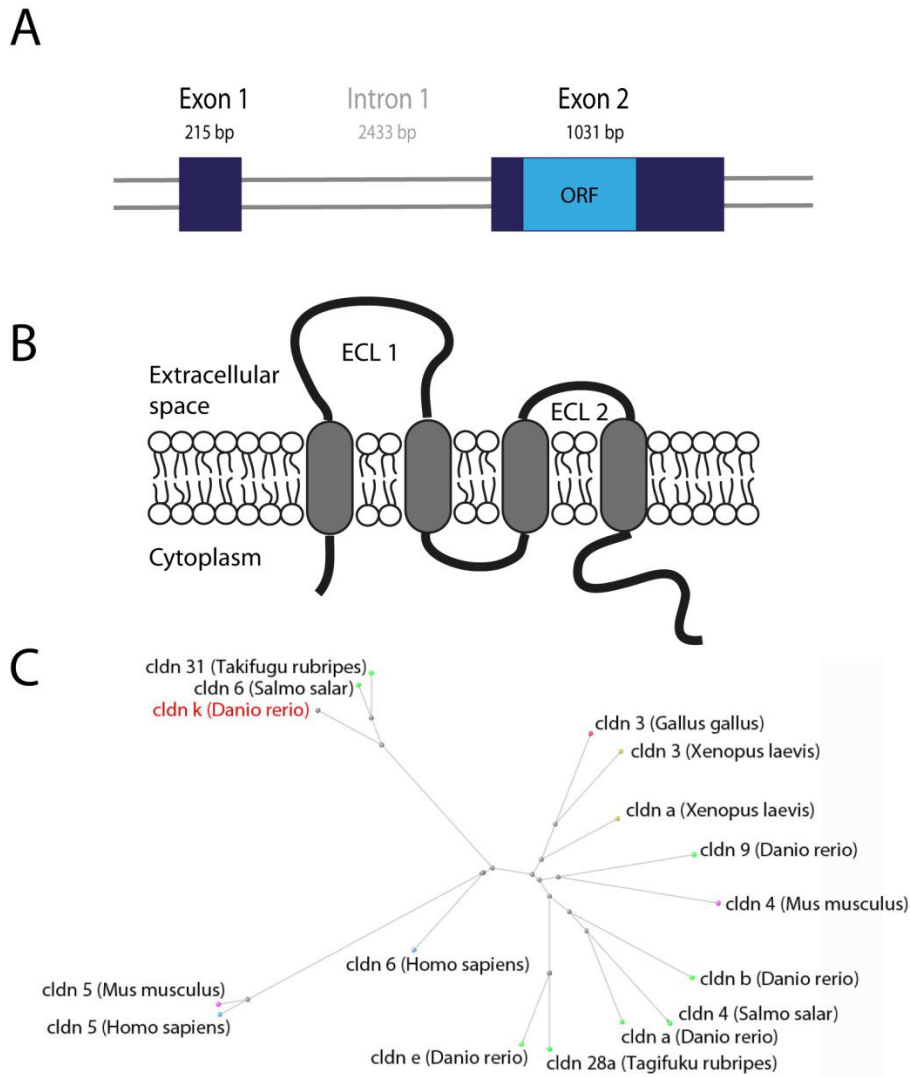 A
Exon 1 Intron 1 Exon 2
215 bp 2433 bp 1031 bp
ORF
B
ECL 1
Extracellular
space
ECL 2
Cytoplasm
C
cldn 31 (Takifugu rubripes)
cldn 6 (Salmo salar)
cldn k (Danio rerio)
cldn 3 (Gallus gallus)
cldn 3 (Xenopus laevis)
cldn a (Xenopus laevis)
cldn 9 (Danio rerio)
cldn 4 (Mus musculus)
cldn 6 (Homo sapiens)
cldn b (Danio rerio)
cldn 5 (Mus musculus)
cldn 5 (Homo sapiens)
cldn 4 (Salmo salar)
cldn a (Danio rerio)
cldn e (Danio rerio)
cldn 28a (Tagifuku rubripes)